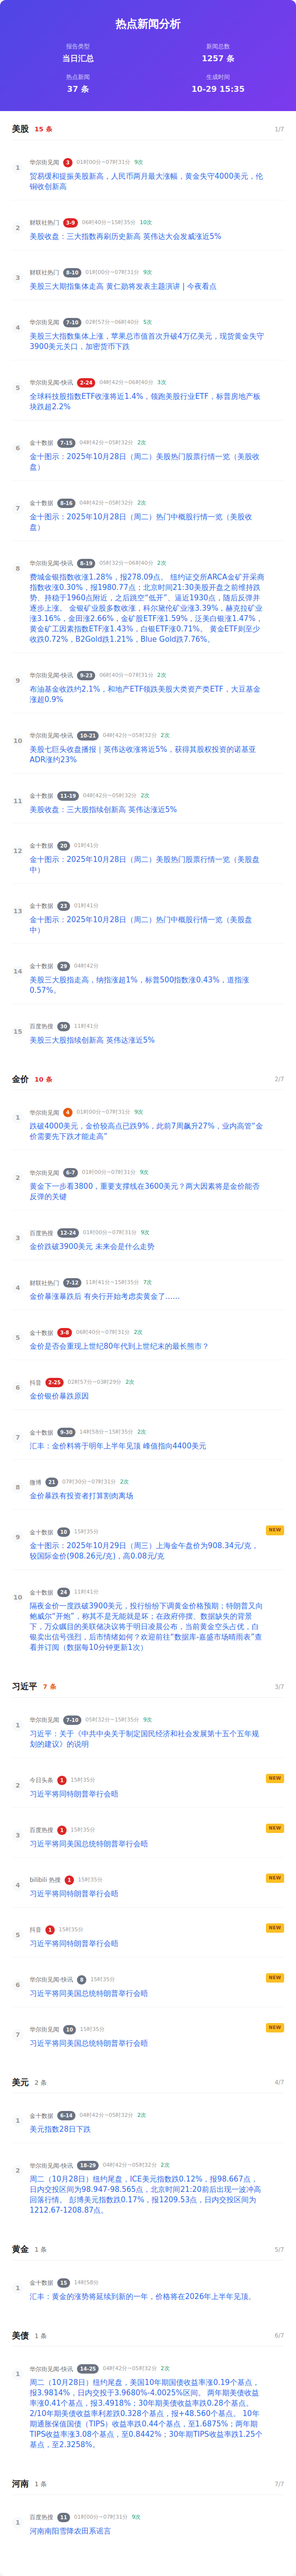 热点新闻分析
报告类型
新闻总数
当日汇总
1257 条
热点新闻
生成时间
37 条
10-29 15:35
美股 15 条
1/7
1
华尔街见闻 3 01时00分~07时31分 9次
贸易缓和提振美股新高，人民币两月最大涨幅，黄金失守4000美元，伦
铜收创新高
2
财联社热门 3-9 06时40分~15时35分 10次
美股收盘：三大指数再刷历史新高 英伟达大会发威涨近5%
3
财联社热门 8-10 01时00分~07时31分 9次
美股三大期指集体走高 黄仁勋将发表主题演讲 | 今夜看点
4
华尔街见闻 7-10 02时57分~06时40分 5次
美股三大指数集体上涨，苹果总市值首次升破4万亿美元，现货黄金失守
3900美元关口，加密货币下跌
5
华尔街见闻-快讯 2-24 04时42分~06时40分 3次
全球科技股指数ETF收涨将近1.4%，领跑美股行业ETF，标普房地产板
块跌超2.2%
6
金十数据 7-15 04时42分~05时32分 2次
金十图示：2025年10月28日（周二）美股热门股票行情一览（美股收
盘）
7
金十数据 8-16 04时42分~05时32分 2次
金十图示：2025年10月28日（周二）热门中概股行情一览（美股收
盘）
8
华尔街见闻-快讯 8-19 05时32分~06时40分 2次
费城金银指数收涨1.28%，报278.09点。 纽约证交所ARCA金矿开采商
指数收涨0.30%，报1980.77点；北京时间21:30美股开盘之前维持跌
势、持稳于1960点附近，之后跳空“低开”、逼近1930点，随后反弹并
逐步上涨。 金银矿业股多数收涨，科尔黛伦矿业涨3.39%，赫克拉矿业
涨3.16%，金田涨2.66%，金矿股ETF涨1.59%，泛美白银涨1.47%，黄
金矿工因素指数ETF涨1.43%，白银ETF涨0.71%。 黄金ETF则至少
收跌0.72%，B2Gold跌1.21%，Blue Gold跌7.76%。
9
华尔街见闻-快讯 9-23 06时40分~07时31分 2次
布油基金收跌约2.1%，和地产ETF领跌美股大类资产类ETF，大豆基金
涨超0.9%
10
华尔街见闻-快讯 19-21 04时42分~05时32分 2次
美股七巨头收盘播报｜英伟达收涨将近5%，获得其股权投资的诺基亚
ADR涨约23%
11
金十数据 11-19 04时42分~05时32分 2次
美股收盘：三大股指续创新高 英伟达涨近5%
12
金十数据 20 01时41分
金十图示：2025年10月28日（周二）美股热门股票行情一览（美股盘
中）
13
金十数据 23 01时41分
金十图示：2025年10月28日（周二）热门中概股行情一览（美股盘
中）
14
金十数据 29 04时42分
美股三大股指走高，纳指涨超1%，标普500指数涨0.43%，道指涨
0.57%。
15
百度热搜 30 11时41分
美股三大股指续创新高 英伟达涨近5%
金价 10 条
2/7
1
华尔街见闻 4 01时00分~07时31分 9次
跌破4000美元，金价较高点已跌9%，此前7周飙升27%，业内高管“金
价需要先下跌才能走高”
2
华尔街见闻 6-7 01时00分~07时31分 9次
黄金下一步看3800，重要支撑线在3600美元？两大因素将是金价能否
反弹的关键
3
百度热搜 12-24 01时00分~07时31分 9次
金价跌破3900美元 未来会是什么走势
4
财联社热门 7-12 11时41分~15时35分 7次
金价暴涨暴跌后 有央行开始考虑卖黄金了……
5
金十数据 3-8 06时40分~07时31分 2次
金价是否会重现上世纪80年代到上世纪末的最长熊市？
6
抖音 2-25 02时57分~03时29分 2次
金价银价暴跌原因
7
金十数据 9-30 14时58分~15时35分 2次
汇丰：金价料将于明年上半年见顶 峰值指向4400美元
8
微博 21 07时30分~07时31分 2次
金价暴跌有投资者打算割肉离场
9
金十数据 10 15时35分
NEW
金十图示：2025年10月29日（周三）上海金午盘价为908.34元/克，
较国际金价(908.26元/克)，高0.08元/克
10
金十数据 24 11时41分
隔夜金价一度跌破3900美元，投行纷纷下调黄金价格预期；特朗普又向
鲍威尔“开炮”，称其不是无能就是坏；在政府停摆、数据缺失的背景
下，万众瞩目的美联储决议将于明日凌晨公布，当前黄金空头占优，白
银卖出信号强烈，后市情绪如何？欢迎前往“数据库-嘉盛市场晴雨表”查
看并订阅（数据每10分钟更新1次）
习近平 7 条
3/7
1
华尔街见闻 7-10 05时32分~15时35分 9次
习近平：关于《中共中央关于制定国民经济和社会发展第十五个五年规
划的建议》的说明
2
今日头条 1 15时35分
NEW
习近平将同特朗普举行会晤
3
百度热搜 1 15时35分
NEW
习近平将同美国总统特朗普举行会晤
4
bilibili 热搜 1 15时35分
NEW
习近平将同特朗普举行会晤
5
抖音 1 15时35分
NEW
习近平将同特朗普举行会晤
6
华尔街见闻-快讯 8 15时35分
NEW
习近平将同美国总统特朗普举行会晤
7
华尔街见闻 10 15时35分
NEW
习近平将同美国总统特朗普举行会晤
美元 2 条
4/7
1
金十数据 6-14 04时42分~05时32分 2次
美元指数28日下跌
2
华尔街见闻-快讯 18-29 04时42分~05时32分 2次
周二（10月28日）纽约尾盘，ICE美元指数跌0.12%，报98.667点，
日内交投区间为98.947-98.565点，北京时间21:20前后出现一波冲高
回落行情。 彭博美元指数跌0.17%，报1209.53点，日内交投区间为
1212.67-1208.87点。
黄金 1 条
5/7
1
金十数据 15 14时58分
汇丰：黄金的涨势将延续到新的一年，价格将在2026年上半年见顶。
美债 1 条
6/7
1
华尔街见闻-快讯 14-25 04时42分~05时32分 2次
周二（10月28日）纽约尾盘，美国10年期国债收益率涨0.19个基点，
报3.9814%，日内交投于3.9680%-4.0025%区间。 两年期美债收益
率涨0.41个基点，报3.4918%；30年期美债收益率跌0.28个基点。
2/10年期美债收益率利差跌0.328个基点，报+48.560个基点。 10年
期通胀保值国债（TIPS）收益率跌0.44个基点，至1.6875%；两年期
TIPS收益率涨3.08个基点，至0.8442%；30年期TIPS收益率跌1.25个
基点，至2.3258%。
河南 1 条
7/7
1
百度热搜 11 01时00分~07时31分 9次
河南南阳雪降农田系谣言